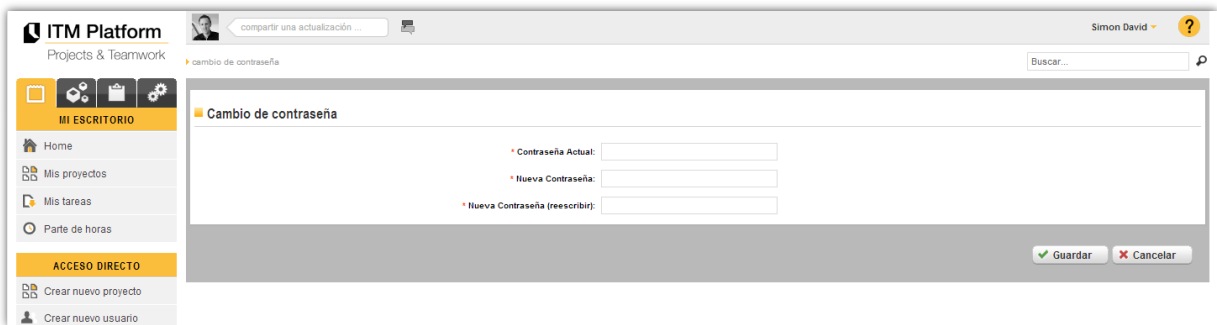 ITM Platform
Projects & Teamwork
compartir una actualización ...
Simon David
?
cambio de contraseña
Buscar...
MI ESCRITORIO
Home
Mis proyectos
Mis tareas
Parte de horas
ACCESO DIRECTO
Crear nuevo proyecto
Crear nuevo usuario
Cambio de contraseña
* Contraseña Actual:
* Nueva Contraseña:
* Nueva Contraseña (reescribir):
Guardar
Cancelar